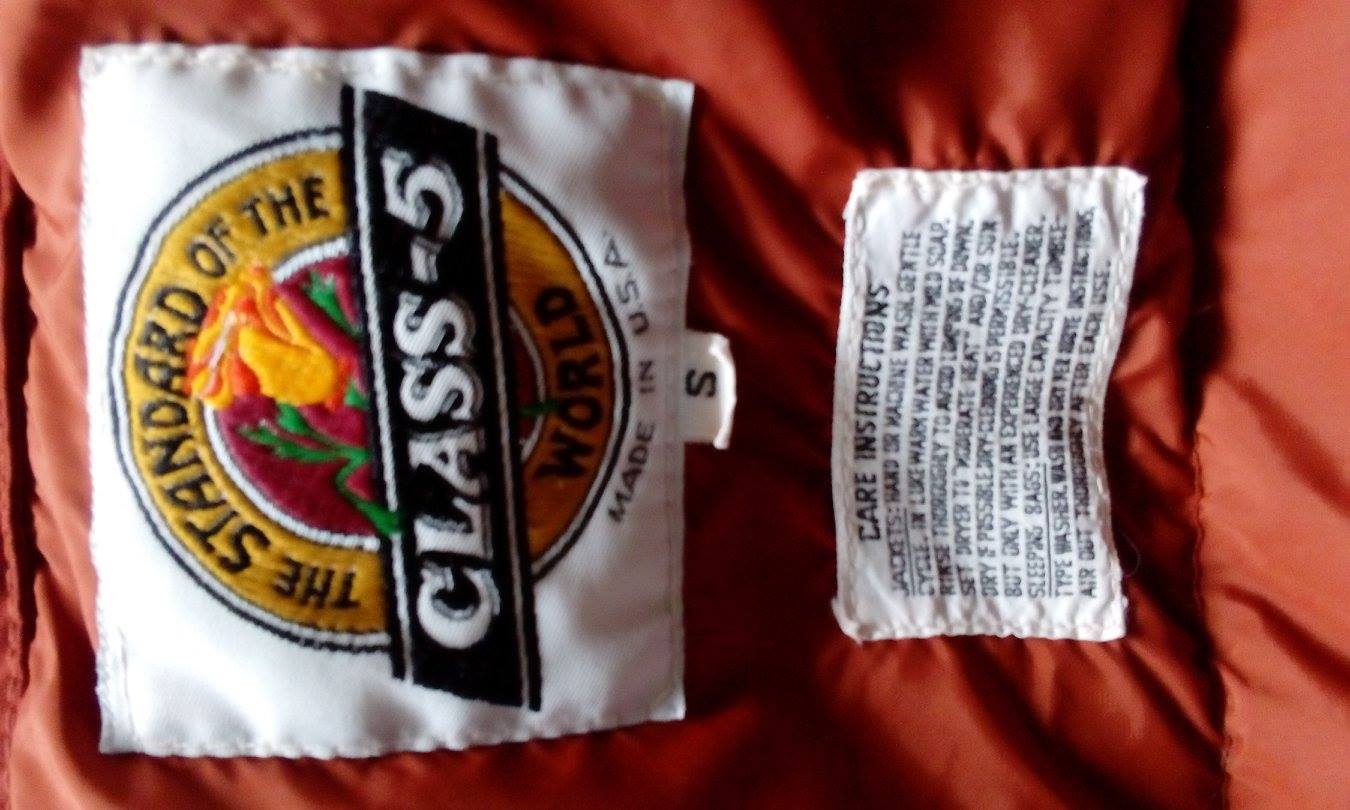 THE STANDARD OF THE
CLASS-5
WORLD
MADE IN U.S.A.
S
CARE INSTRUCTIONS
JACKETS: HAND OR MACHINE WASH, GENTLE
CYCLE. IN LUKE WARM WATER WITH MILD SOAP.
RINSE THOROUGHLY TO AVOID LUMPING OF DOWN.
SET DRYER TO "MODERATE HEAT" AND/OR SUN
DRY IF POSSIBLE. DRY CLEANING IS PERMISSIBLE,
BUT ONLY WITH AN EXPERIENCED DRY-CLEANER.
SLEEPING BAGS: USE LARGE CAPACITY TUMBLE-
TYPE WASHER, WASH AND DRY PER ABOVE INSTRUCTIONS.
AIR OUT THOROUGHLY AFTER EACH USE.